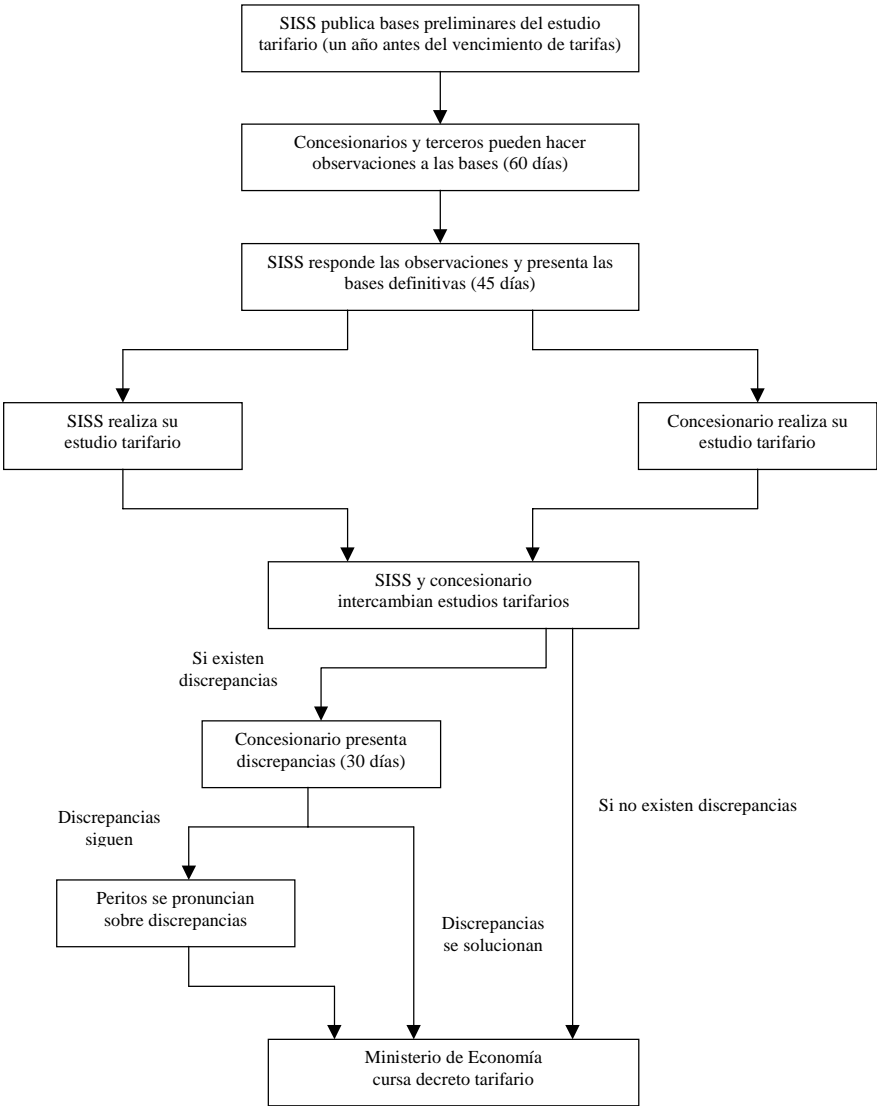 SISS publica bases preliminares del estudio
tarifario (un año antes del vencimiento de tarifas)
Concesionarios y terceros pueden hacer
observaciones a las bases (60 días)
SISS responde las observaciones y presenta las
bases definitivas (45 días)
SISS realiza su
estudio tarifario
Concesionario realiza su
estudio tarifario
SISS y concesionario
intercambian estudios tarifarios
Si existen
discrepancias
Concesionario presenta
discrepancias (30 días)
Si no existen discrepancias
Discrepancias
siguen
Peritos se pronuncian
sobre discrepancias
Discrepancias
se solucionan
Ministerio de Economía
cursa decreto tarifario